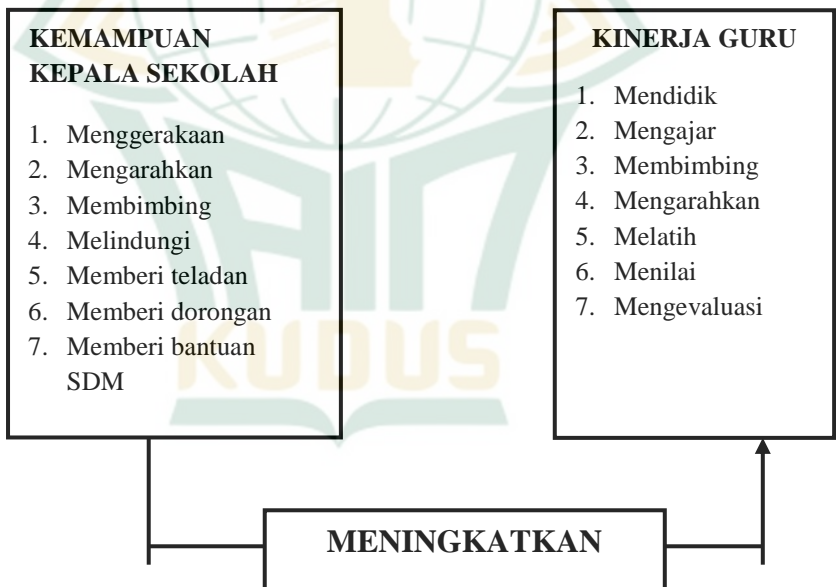 KEMAMPUAN
KEPALA SEKOLAH
1. Menggerakaan
2. Mengarahkan
3. Membimbing
4. Melindungi
5. Memberi teladan
6. Memberi dorongan
7. Memberi bantuan
SDM
KINERJA GURU
1. Mendidik
2. Mengajar
3. Membimbing
4. Mengarahkan
5. Melatih
6. Menilai
7. Mengevaluasi
MENINGKATKAN
IAIN
KUDUS